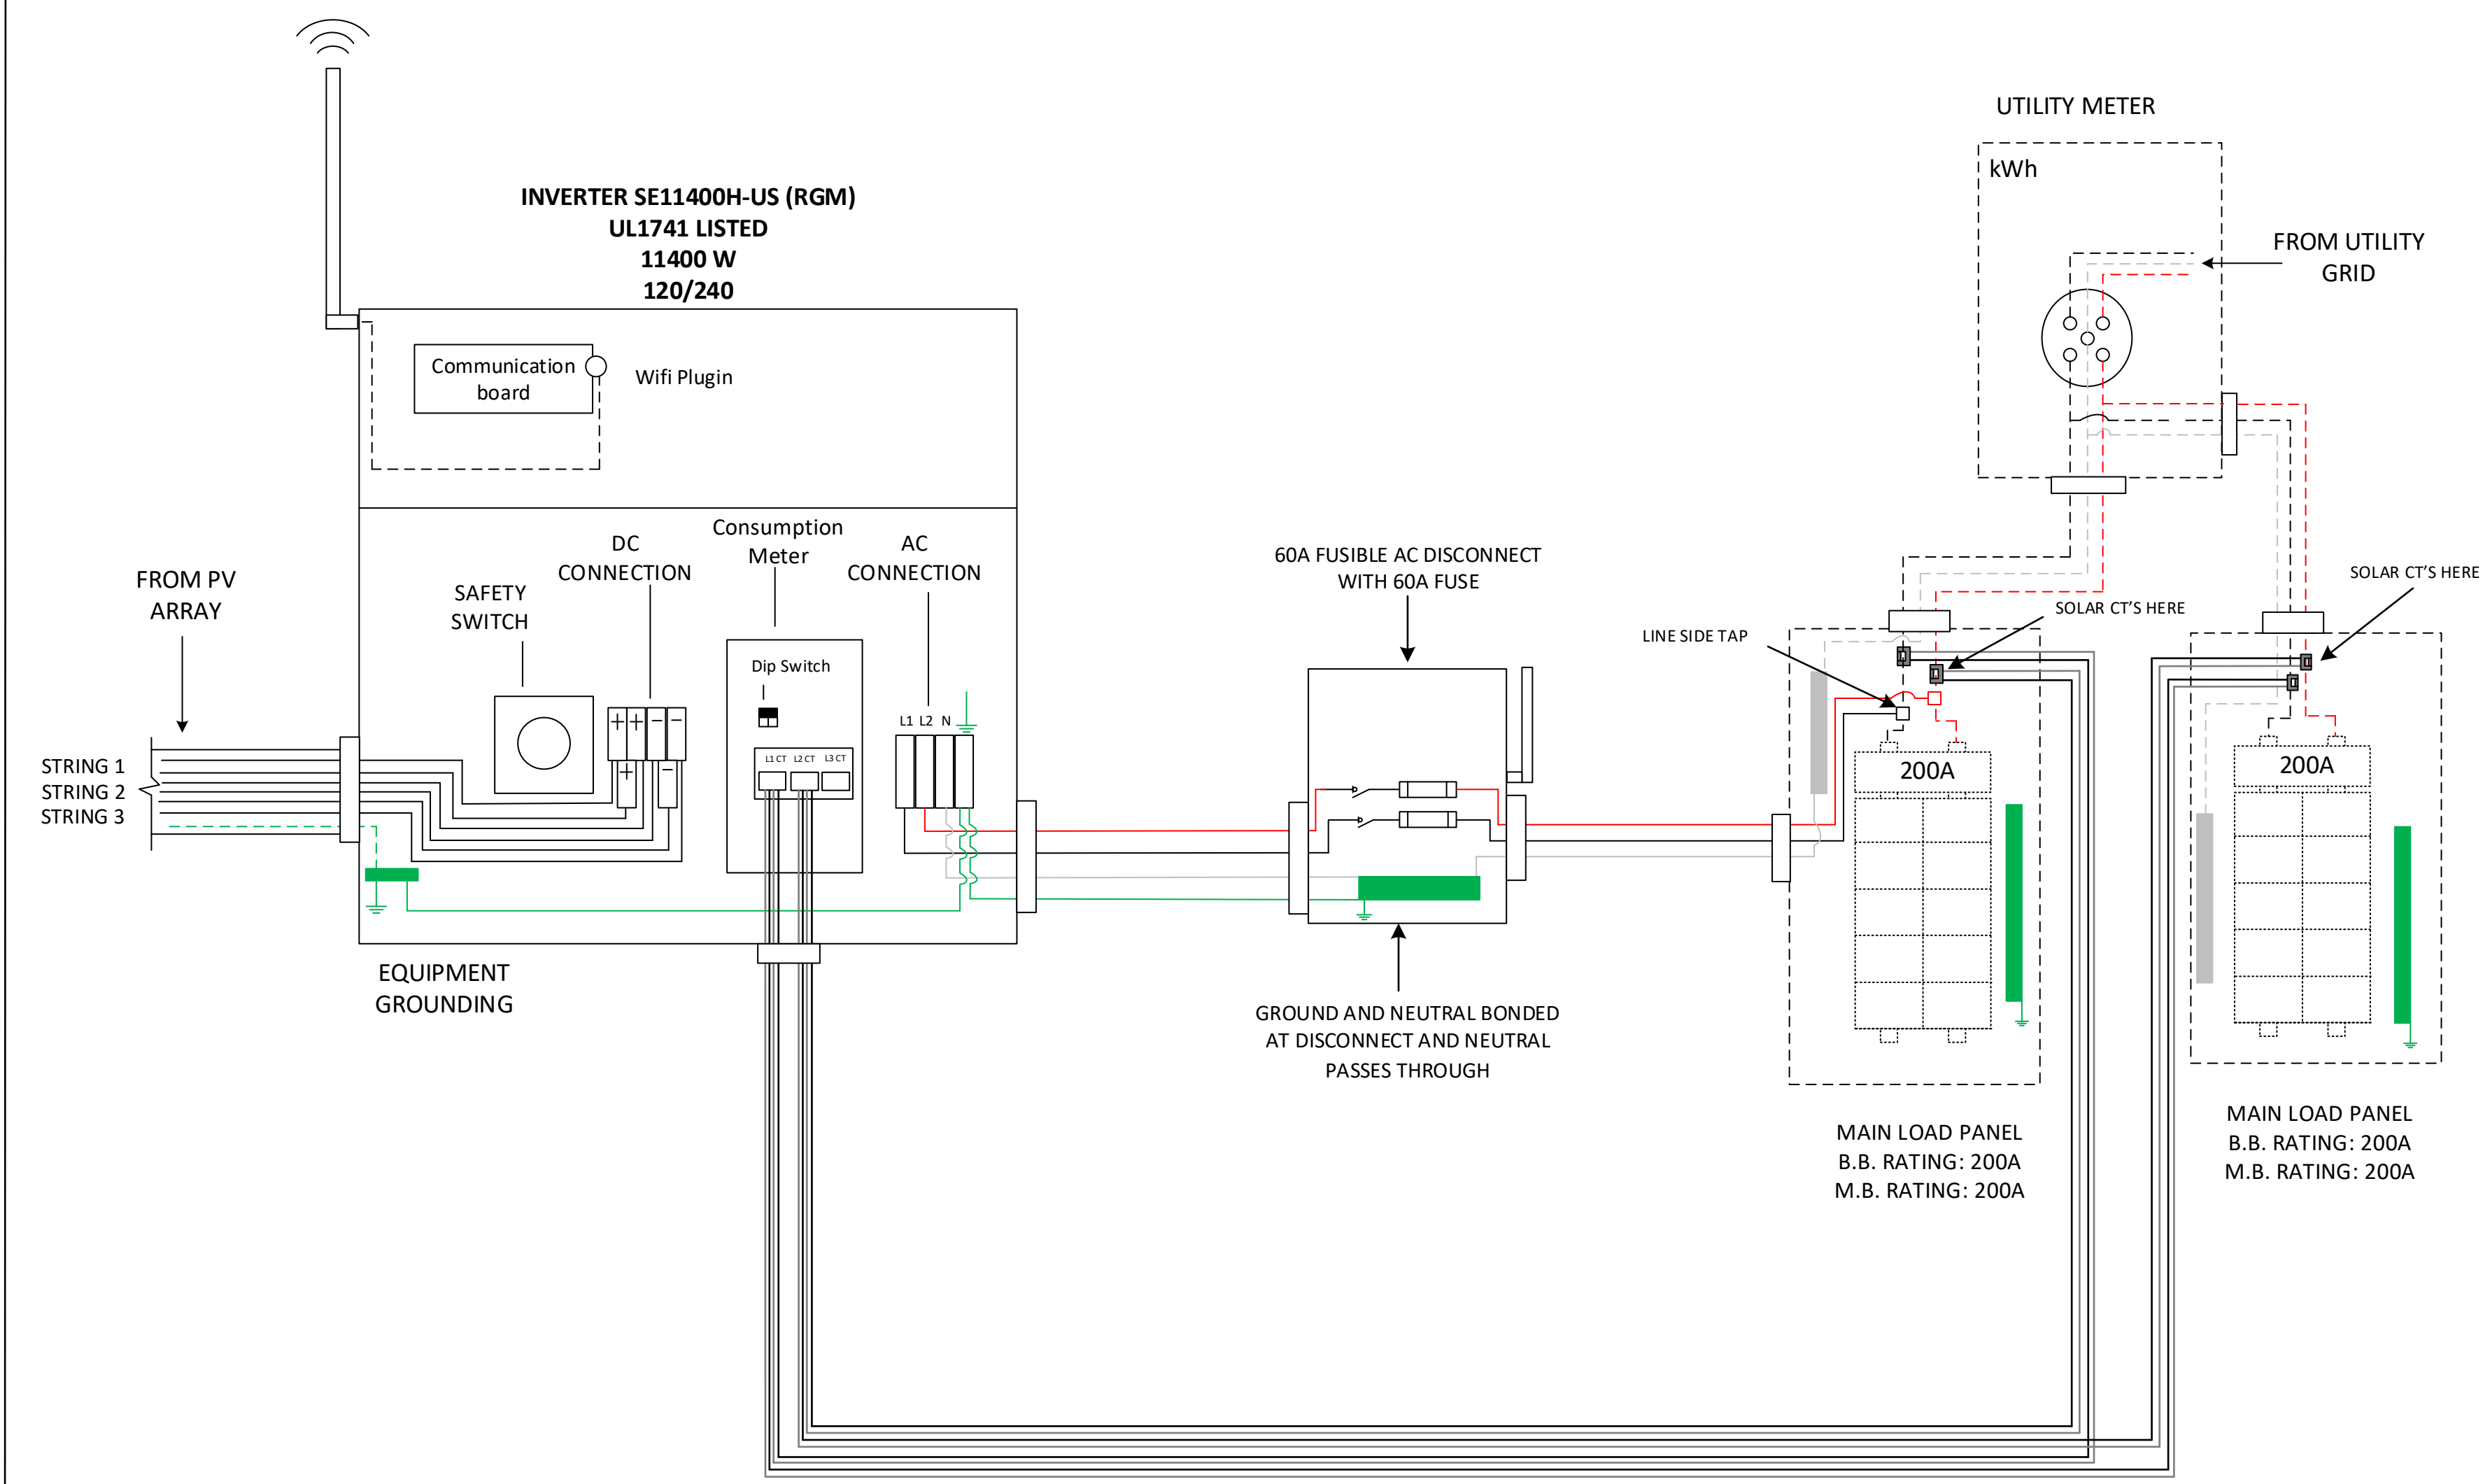 UTILITY METER
kWh
FROM UTILITY
GRID
INVERTER SE11400H-US (RGM)
UL1741 LISTED
11400 W
120/240
Communication
board
Wifi Plugin
FROM PV
ARRAY
SAFETY
SWITCH
DC
CONNECTION
Consumption
Meter
AC
CONNECTION
Dip Switch
L1 CT L2 CT L3 CT
L1 L2 N
+ + − −
+ −
STRING 1
STRING 2
STRING 3
EQUIPMENT
GROUNDING
60A FUSIBLE AC DISCONNECT
WITH 60A FUSE
GROUND AND NEUTRAL BONDED
AT DISCONNECT AND NEUTRAL
PASSES THROUGH
LINE SIDE TAP
SOLAR CT’S HERE
SOLAR CT’S HERE
200A
200A
MAIN LOAD PANEL
B.B. RATING: 200A
M.B. RATING: 200A
MAIN LOAD PANEL
B.B. RATING: 200A
M.B. RATING: 200A